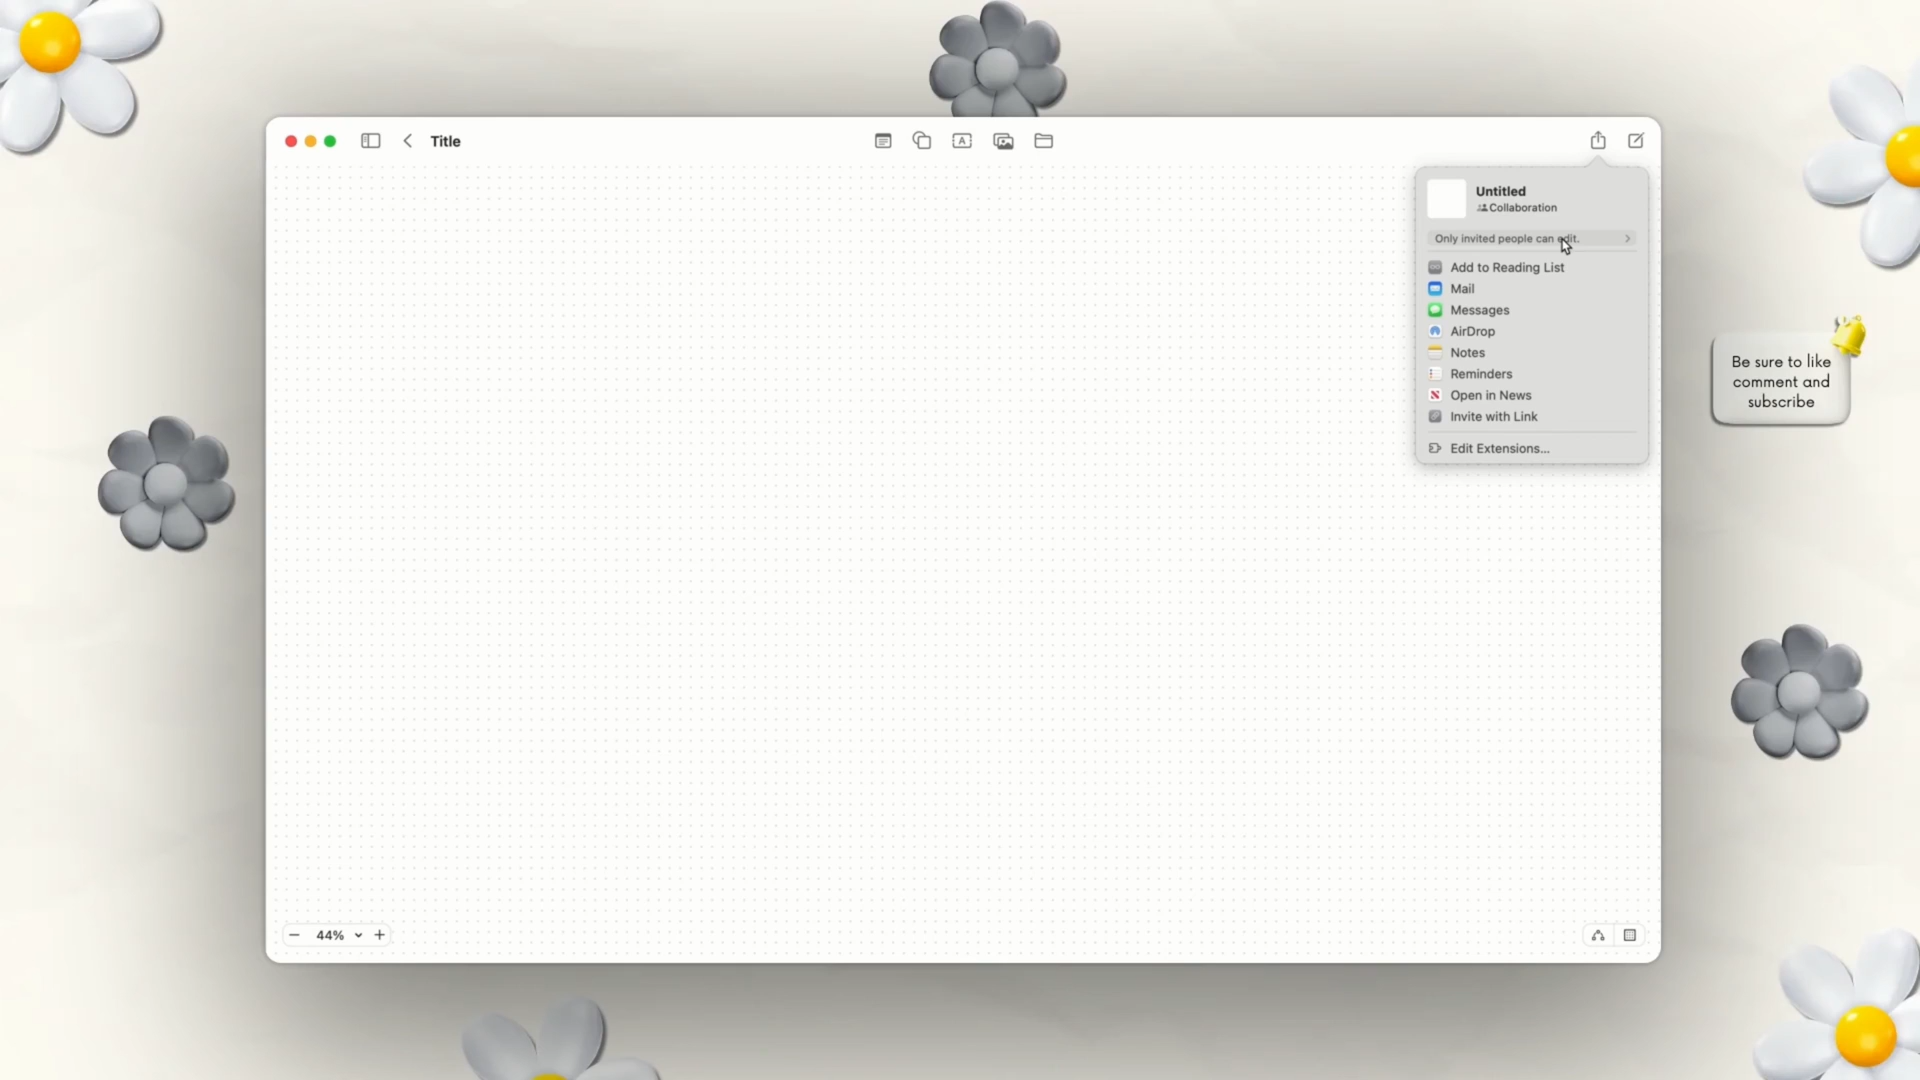 Title
Untitled
Collaboration
Only invited people can edit.
Add to Reading List
Mail
Messages
AirDrop
Notes
Reminders
Open in News
Invite with Link
Edit Extensions...
Be sure to like
comment and
subscribe
44%